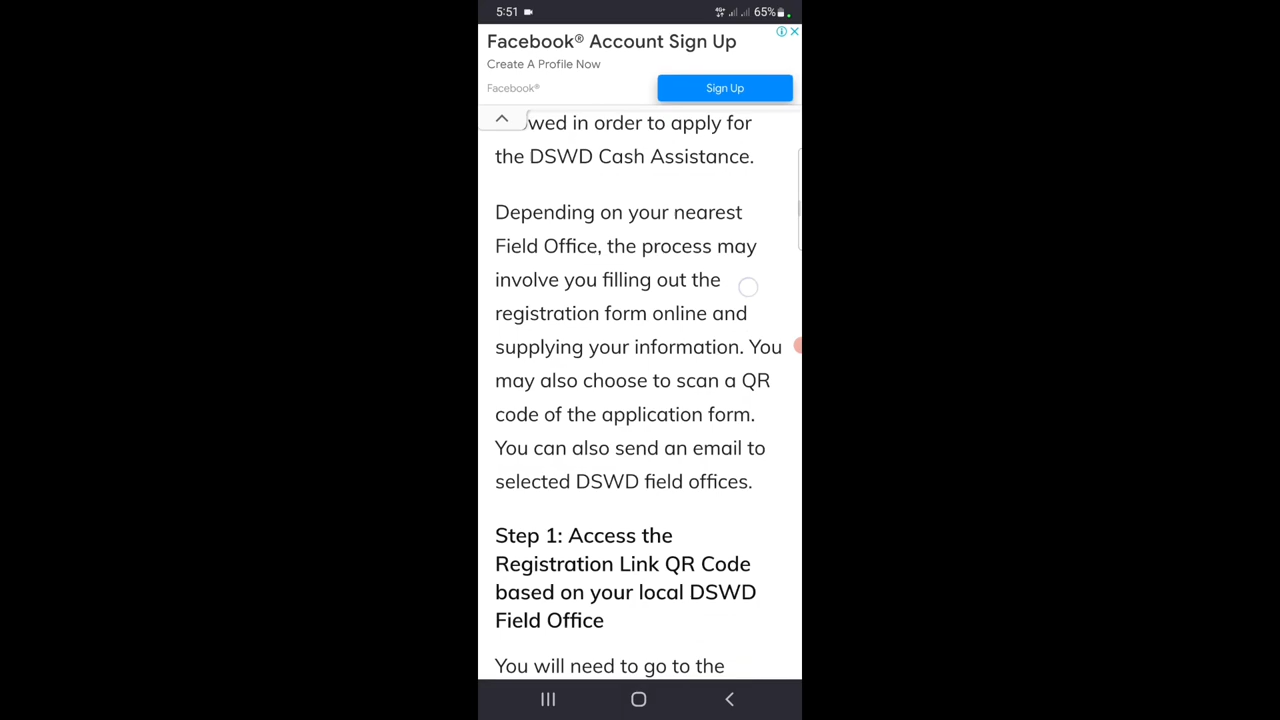 5:51
4G+ 65%
Facebook® Account Sign Up
Create A Profile Now
Facebook®
Sign Up
wed in order to apply for
the DSWD Cash Assistance.
Depending on your nearest
Field Office, the process may
involve you filling out the
registration form online and
supplying your information. You
may also choose to scan a QR
code of the application form.
You can also send an email to
selected DSWD field offices.
Step 1: Access the
Registration Link QR Code
based on your local DSWD
Field Office
You will need to go to the